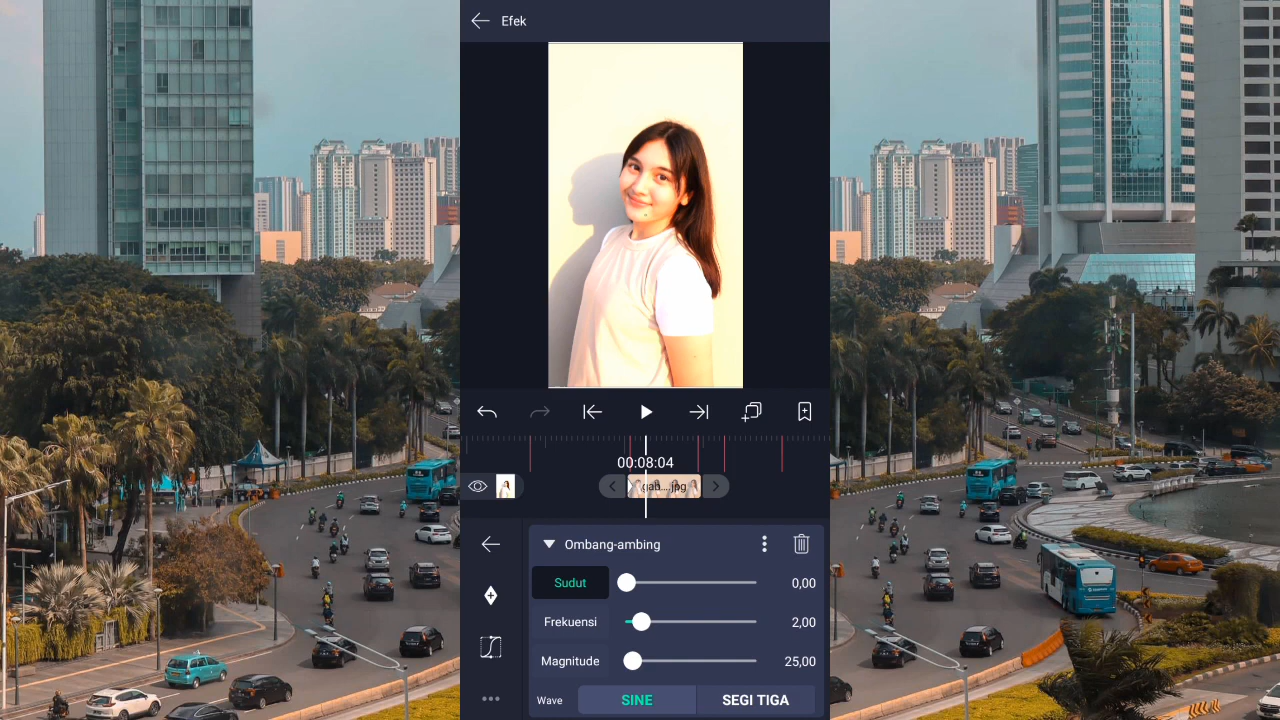 Efek
00:08:04
Ombang-ambing
Sudut 0,00
Frekuensi 2,00
Magnitude 25,00
Wave SINE SEGI TIGA